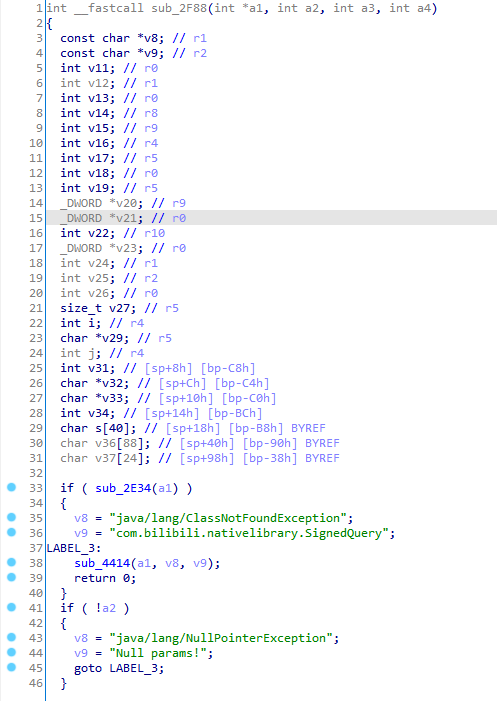 1 int __fastcall sub_2F88(int *a1, int a2, int a3, int a4)
2 {
3   const char *v8; // r1
4   const char *v9; // r2
5   int v11; // r0
6   int v12; // r1
7   int v13; // r0
8   int v14; // r8
9   int v15; // r9
10   int v16; // r4
11   int v17; // r5
12   int v18; // r0
13   int v19; // r5
14   _DWORD *v20; // r9
15   _DWORD *v21; // r0
16   int v22; // r10
17   _DWORD *v23; // r0
18   int v24; // r1
19   int v25; // r2
20   int v26; // r0
21   size_t v27; // r5
22   int i; // r4
23   char *v29; // r5
24   int j; // r4
25   int v31; // [sp+8h] [bp-C8h]
26   char *v32; // [sp+Ch] [bp-C4h]
27   char *v33; // [sp+10h] [bp-C0h]
28   int v34; // [sp+14h] [bp-BCh]
29   char s[40]; // [sp+18h] [bp-B8h] BYREF
30   char v36[88]; // [sp+40h] [bp-90h] BYREF
31   char v37[24]; // [sp+98h] [bp-38h] BYREF
32
33   if ( sub_2E34(a1) )
34   {
35     v8 = "java/lang/ClassNotFoundException";
36     v9 = "com.bilibili.nativelibrary.SignedQuery";
37 LABEL_3:
38     sub_4414(a1, v8, v9);
39     return 0;
40   }
41   if ( !a2 )
42   {
43     v8 = "java/lang/NullPointerException";
44     v9 = "Null params!";
45     goto LABEL_3;
46   }